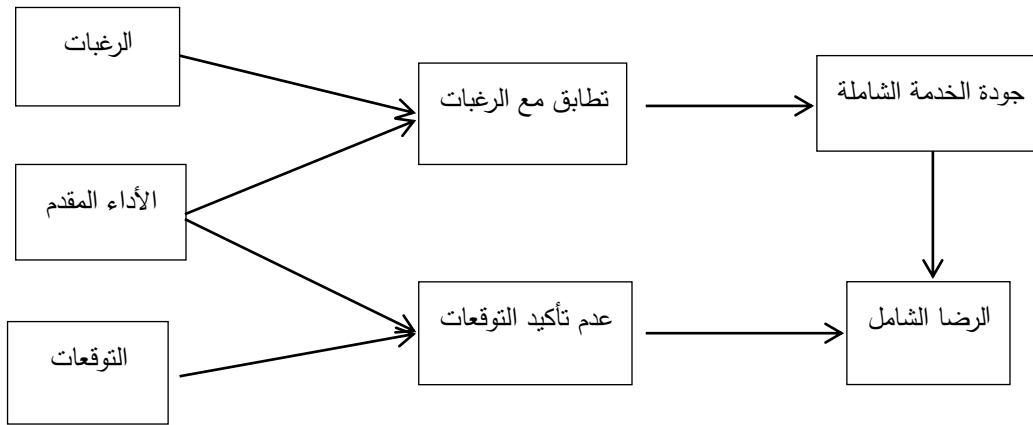 الرغبات
تطابق مع الرغبات
جودة الخدمة الشاملة
الأداء المقدم
عدم تأكيد التوقعات
الرضا الشامل
التوقعات